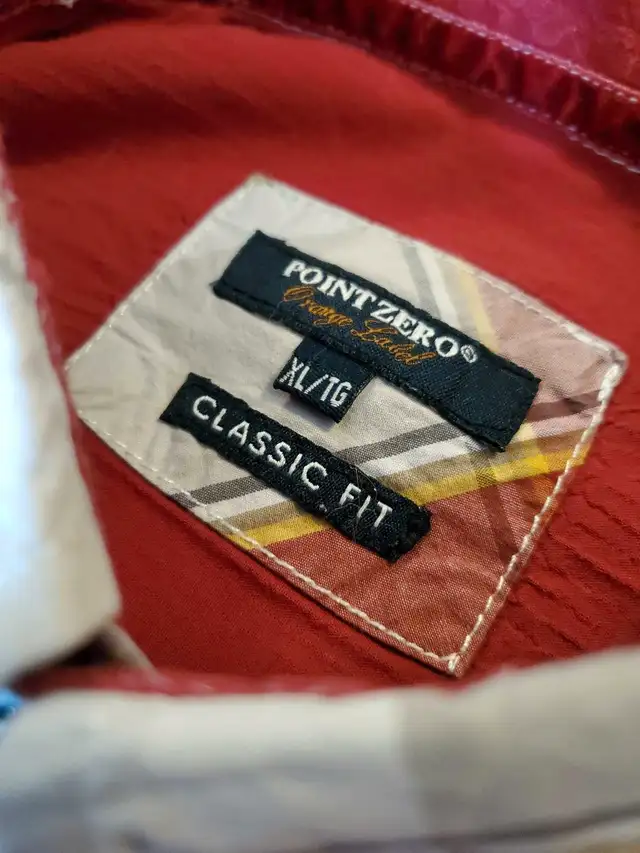 POINT ZERO®
Orange Label
XL/TG
CLASSIC FIT